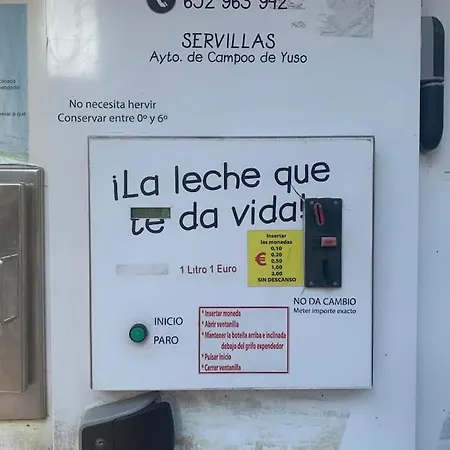 SERVILLAS
Ayto. de Campoo de Yuso
No necesita hervir
Conservar entre 0º y 6º
¡La leche que
te da vida!
Insertar
las monedas
€
0,10
0,20
0,50
1,00
2,00
SIN DESCANSO
1 Litro 1 Euro
NO DA CAMBIO
Meter importe exacto
INICIO
PARO
* Insertar moneda
* Abrir ventanilla
* Mantener la botella arriba e inclinada
debajo del grifo expendedor
* Pulsar inicio
* Cerrar ventanilla